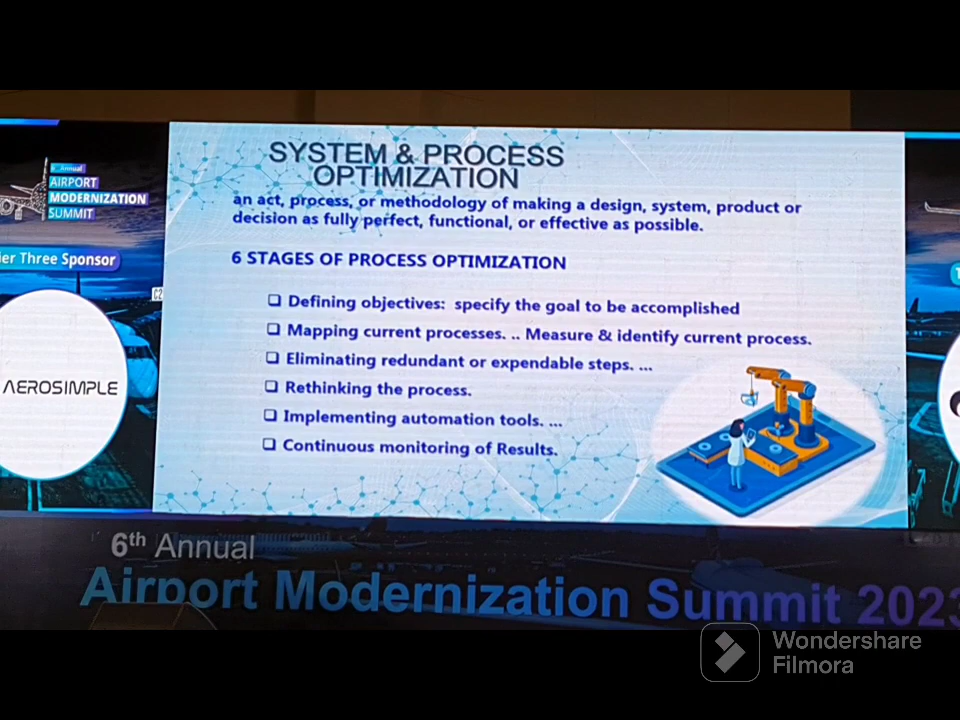 SYSTEM & PROCESS
OPTIMIZATION
an act, process, or methodology of making a design, system, product or
decision as fully perfect, functional, or effective as possible.
6 STAGES OF PROCESS OPTIMIZATION
❑ Defining objectives: specify the goal to be accomplished
❑ Mapping current processes. .. Measure & identify current process.
❑ Eliminating redundant or expendable steps. ...
❑ Rethinking the process.
❑ Implementing automation tools. ...
❑ Continuous monitoring of Results.
Annual
AIRPORT
MODERNIZATION
SUMMIT
ier Three Sponsor
AEROSIMPLE
6th Annual
Airport Modernization Summit 2023
Wondershare
Filmora